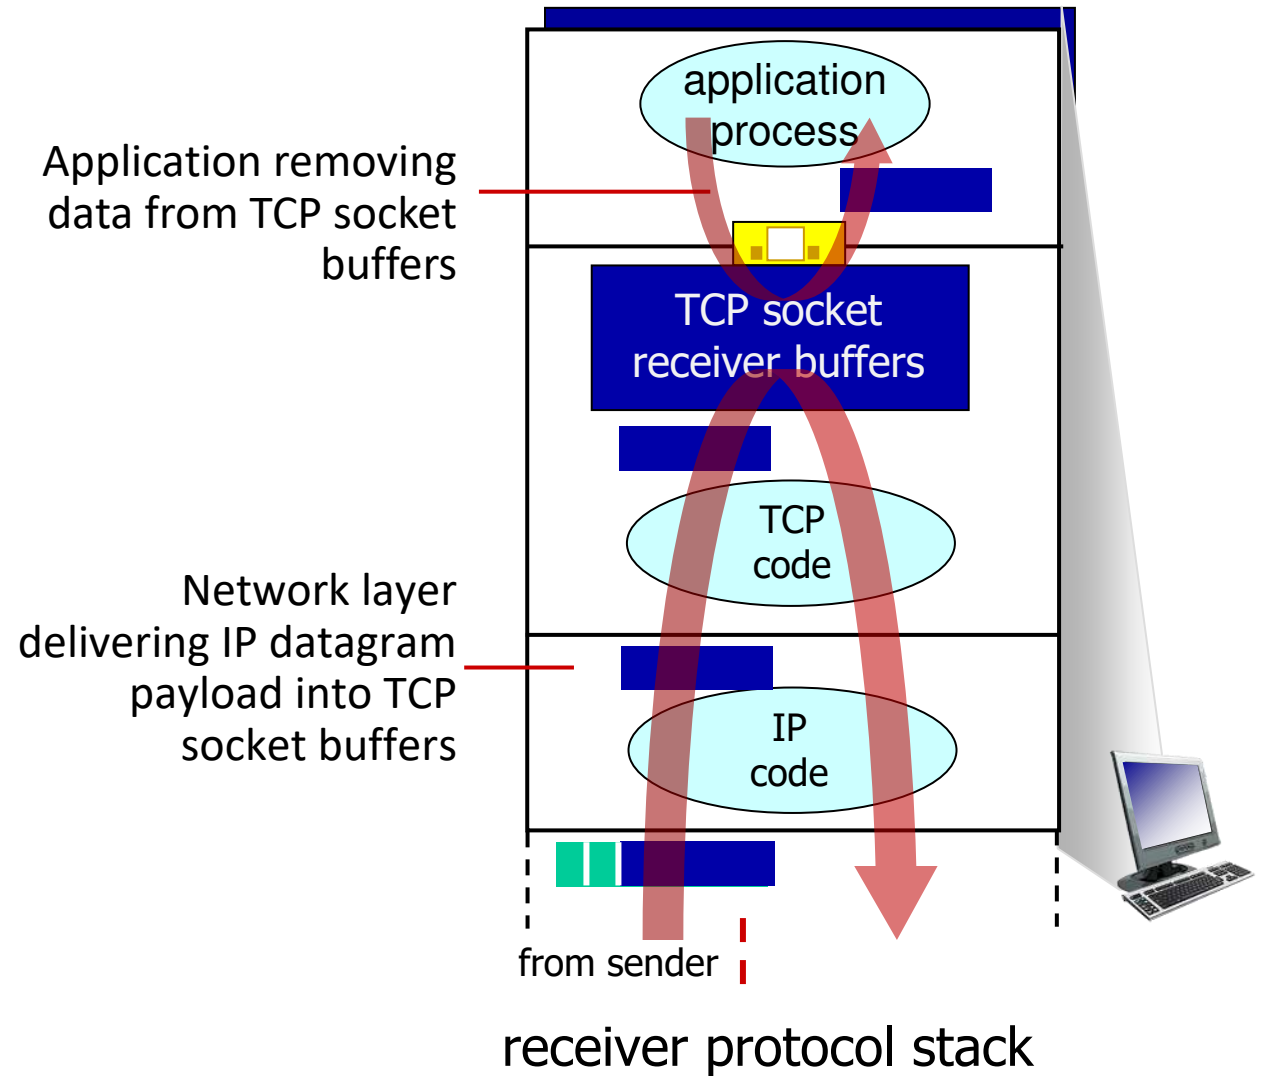 application
process
Application removing
data from TCP socket
buffers
TCP socket
receiver buffers
TCP
code
Network layer
delivering IP datagram
payload into TCP
socket buffers
IP
code
from sender
receiver protocol stack